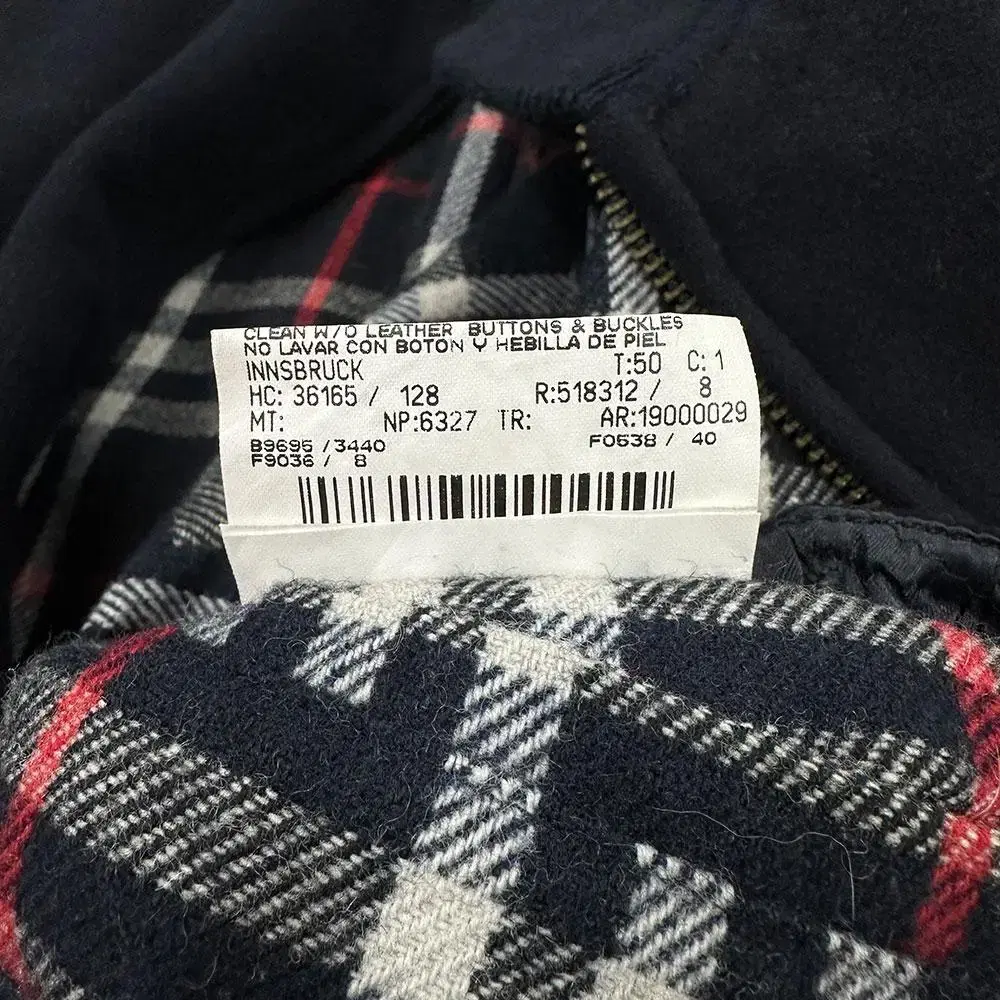 CLEAN W/O LEATHER BUTTONS & BUCKLES
NO LAVAR CON BOTON Y HEBILLA DE PIEL
INNSBRUCK T:50 C: 1
HC: 36165 / 128 R:518312 / 8
MT: NP:6327 TR: AR:19000029
B9695 /3440 F0538 / 40
F9036 / 8